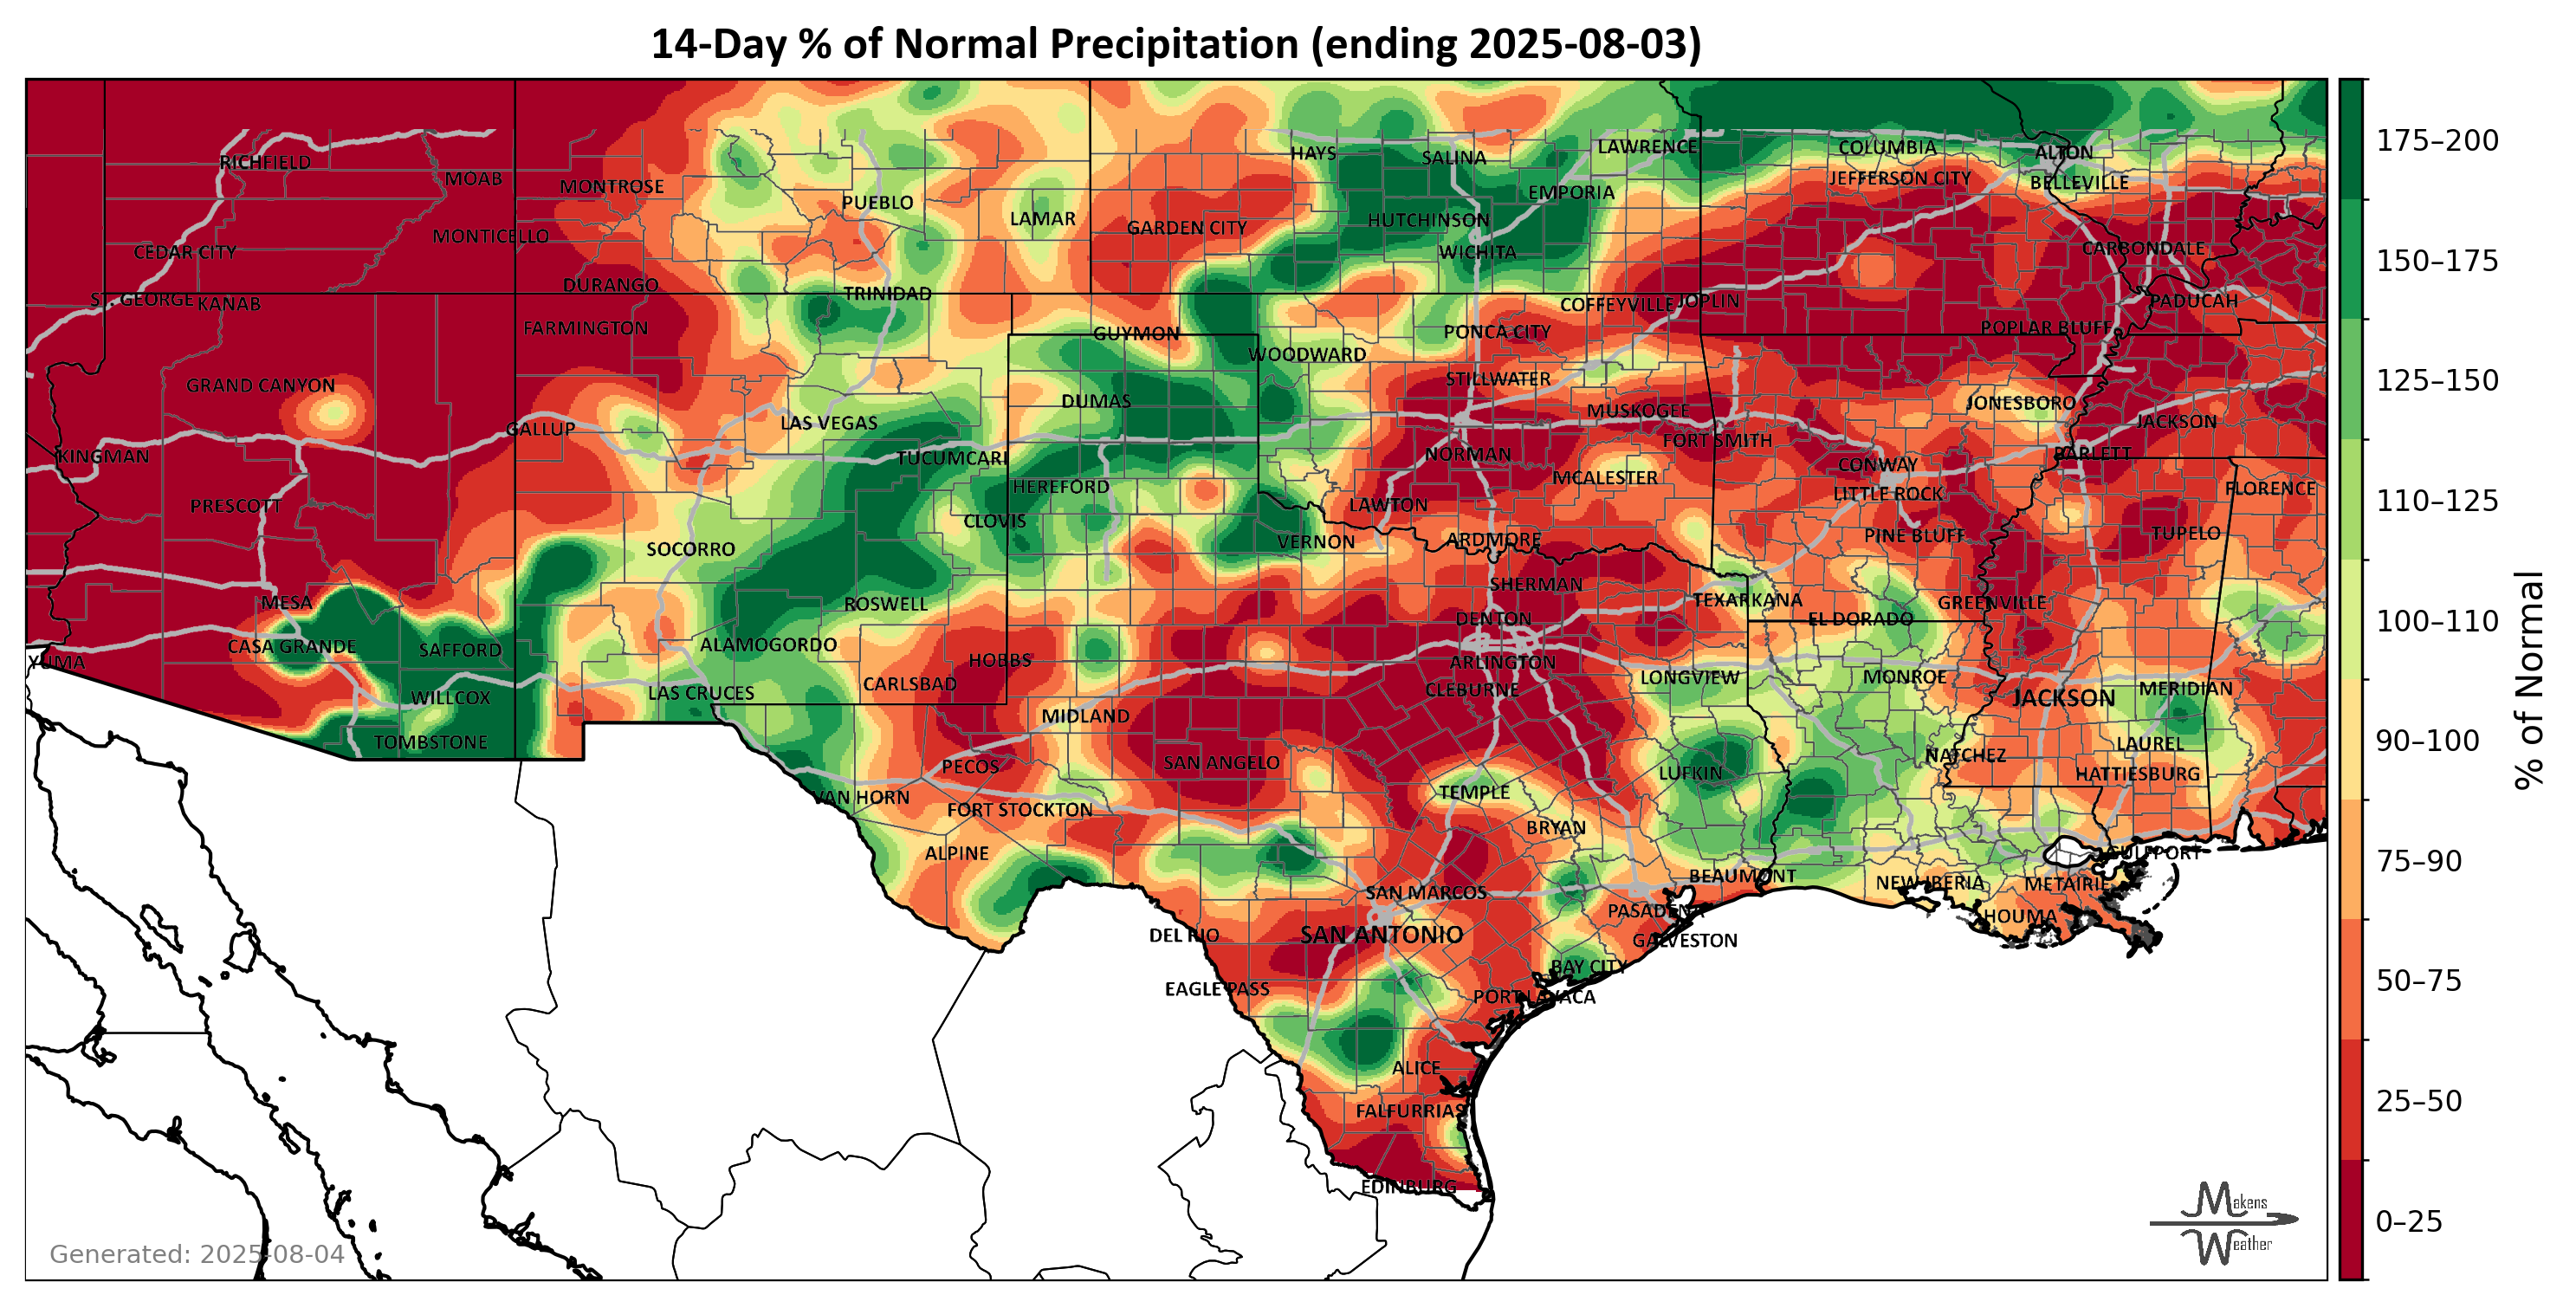 14-Day % of Normal Precipitation (ending 2025-08-03)
HAYS
SALINA
LAWRENCE
COLUMBIA
ALTON
RICHFIELD
MOAB
MONTROSE
EMPORIA
JEFFERSON CITY
BELLEVILLE
PUEBLO
LAMAR
GARDEN CITY
HUTCHINSON
CEDAR CITY
MONTICELLO
WICHITA
CARBONDALE
DURANGO
TRINIDAD
ST. GEORGE
KANAB
COFFEYVILLE
JOPLIN
PADUCAH
FARMINGTON
GUYMON
PONCA CITY
POPLAR BLUFF
WOODWARD
GRAND CANYON
STILLWATER
DUMAS
MUSKOGEE
JONESBORO
GALLUP
LAS VEGAS
FORT SMITH
JACKSON
KINGMAN
TUCUMCARI
NORMAN
CONWAY
BARLETT
HEREFORD
MCALESTER
LITTLE ROCK
FLORENCE
PRESCOTT
LAWTON
CLOVIS
SOCORRO
VERNON
ARDMORE
PINE BLUFF
TUPELO
MESA
ROSWELL
SHERMAN
TEXARKANA
GREENVILLE
CASA GRANDE
SAFFORD
ALAMOGORDO
DENTON
EL DORADO
YUMA
HOBBS
ARLINGTON
WILLCOX
LAS CRUCES
CARLSBAD
CLEBURNE
LONGVIEW
MONROE
JACKSON
MERIDIAN
TOMBSTONE
MIDLAND
PECOS
SAN ANGELO
LUFKIN
NATCHEZ
LAUREL
VAN HORN
FORT STOCKTON
TEMPLE
HATTIESBURG
ALPINE
BRYAN
GULFPORT
SAN MARCOS
BEAUMONT
NEW IBERIA
METAIRIE
DEL RIO
SAN ANTONIO
PASADENA
HOUMA
GALVESTON
EAGLE PASS
BAY CITY
PORT LAVACA
ALICE
FALFURRIAS
EDINBURG
175–200
150–175
125–150
110–125
100–110
90–100
75–90
50–75
25–50
0–25
% of Normal
Generated: 2025-08-04
Makens
Weather